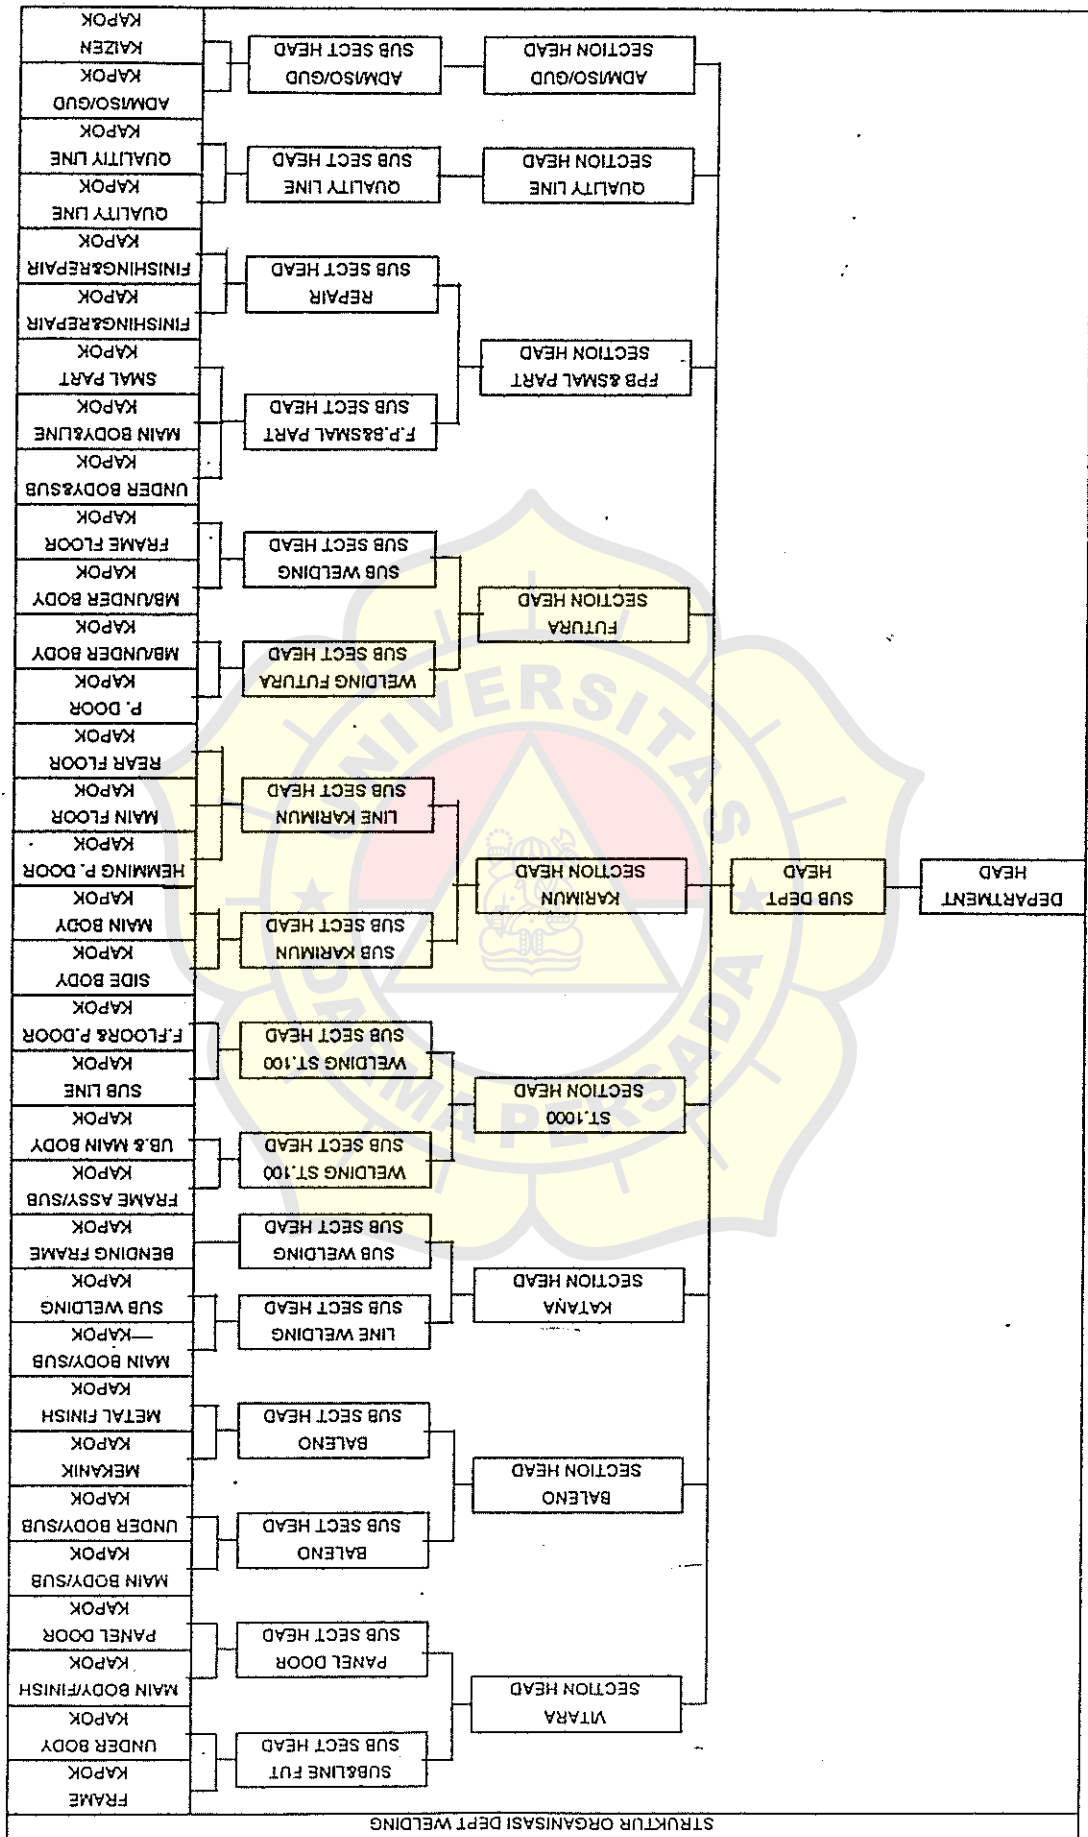 STRUKTUR ORGANISASI DEPT WELDING
DEPARTMENT
HEAD
SUB DEPT
HEAD
VITARA
SECTION HEAD
BALENO
SECTION HEAD
KATANA
SECTION HEAD
ST.1000
SECTION HEAD
KARIMUN
SECTION HEAD
FUTURA
SECTION HEAD
FPB &SMAL PART
SECTION HEAD
QUALITY LINE
SECTION HEAD
ADM/ISO/GUD
SECTION HEAD
SUB&LINE FUT
SUB SECT HEAD
PANEL DOOR
SUB SECT HEAD
BALENO
SUB SECT HEAD
BALENO
SUB SECT HEAD
LINE WELDING
SUB SECT HEAD
SUB WELDING
SUB SECT HEAD
WELDING ST.100
SUB SECT HEAD
WELDING ST.100
SUB SECT HEAD
SUB KARIMUN
SUB SECT HEAD
LINE KARIMUN
SUB SECT HEAD
WELDING FUTURA
SUB SECT HEAD
SUB WELDING
SUB SECT HEAD
F.P.B&SMAL PART
SUB SECT HEAD
REPAIR
SUB SECT HEAD
QUALITY LINE
SUB SECT HEAD
ADM/ISO/GUD
SUB SECT HEAD
FRAME
KAPOK
UNDER BODY
KAPOK
MAIN BODY/FINISH
KAPOK
PANEL DOOR
KAPOK
MAIN BODY/SUB
KAPOK
UNDER BODY/SUB
KAPOK
MEKANIK
KAPOK
METAL FINISH
KAPOK
MAIN BODY/SUB
KAPOK
SUB WELDING
KAPOK
BENDING FRAME
KAPOK
FRAME ASSY/SUB
KAPOK
UB.& MAIN BODY
KAPOK
SUB LINE
KAPOK
F.FLOOR& P.DOOR
KAPOK
SIDE BODY
KAPOK
MAIN BODY
KAPOK
HEMMING P. DOOR
KAPOK
MAIN FLOOR
KAPOK
REAR FLOOR
KAPOK
P. DOOR
KAPOK
MB/UNDER BODY
KAPOK
MB/UNDER BODY
KAPOK
FRAME FLOOR
KAPOK
UNDER BODY&SUB
KAPOK
MAIN BODY&LINE
KAPOK
SMAL PART
KAPOK
FINISHING&REPAIR
KAPOK
FINISHING&REPAIR
KAPOK
QUALITY LINE
KAPOK
QUALITIY LINE
KAPOK
ADM/ISO/GUD
KAPOK
KAIZEN
KAPOK
UNIVERSITAS
DARMA PERSADA